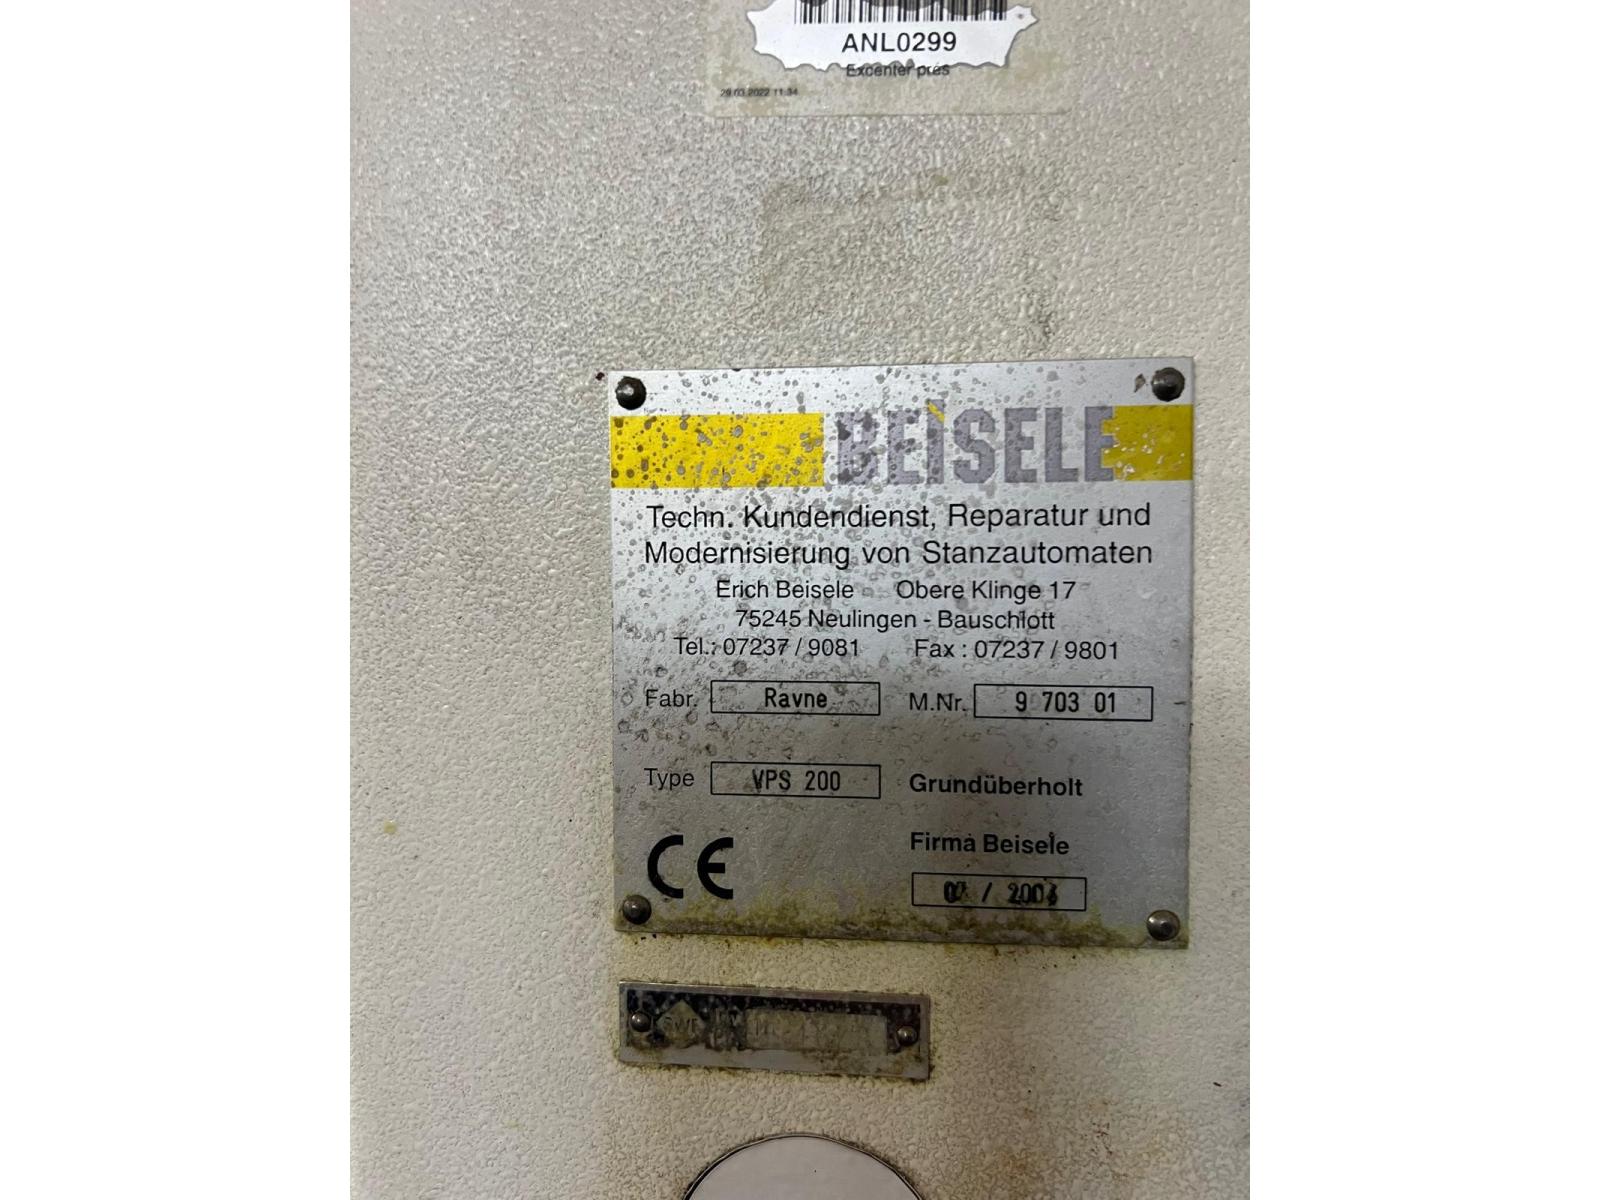 ANL0299
Excenter pres
29.03.2022 11:34
BEISELE
Techn. Kundendienst, Reparatur und
Modernisierung von Stanzautomaten
Erich Beisele Obere Klinge 17
75245 Neulingen - Bauschlott
Tel.: 07237 / 9081 Fax : 07237 / 9801
Fabr. Ravne M.Nr. 9 703 01
Type VPS 200 Grundüberholt
CE Firma Beisele